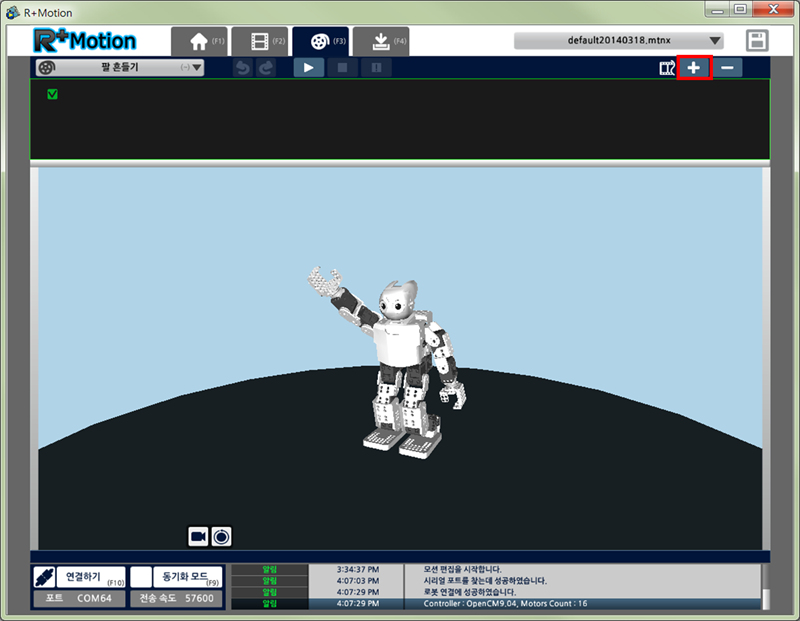 R+Motion
R+Motion
(F1)
(F2)
(F3)
(F4)
default20140318.mtnx
팔 흔들기 (-)
연결하기 (F10)
동기화 모드 (F9)
포트 COM64
전송 속도 57600
알림 3:34:37 PM 모션 편집을 시작합니다.
알림 4:07:03 PM 시리얼 포트를 찾는데 성공하였습니다.
알림 4:07:29 PM 로봇 연결에 성공하였습니다.
알림 4:07:29 PM Controller : OpenCM9.04, Motors Count : 16